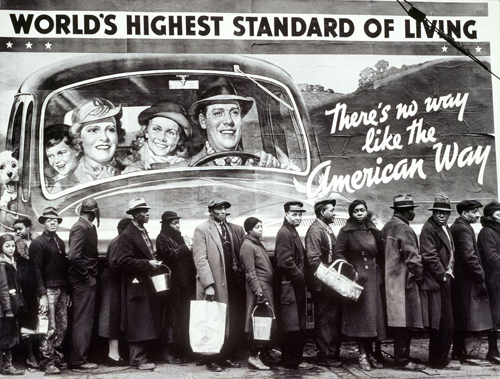 WORLD'S HIGHEST STANDARD OF LIVING
There's no way
like the
American Way